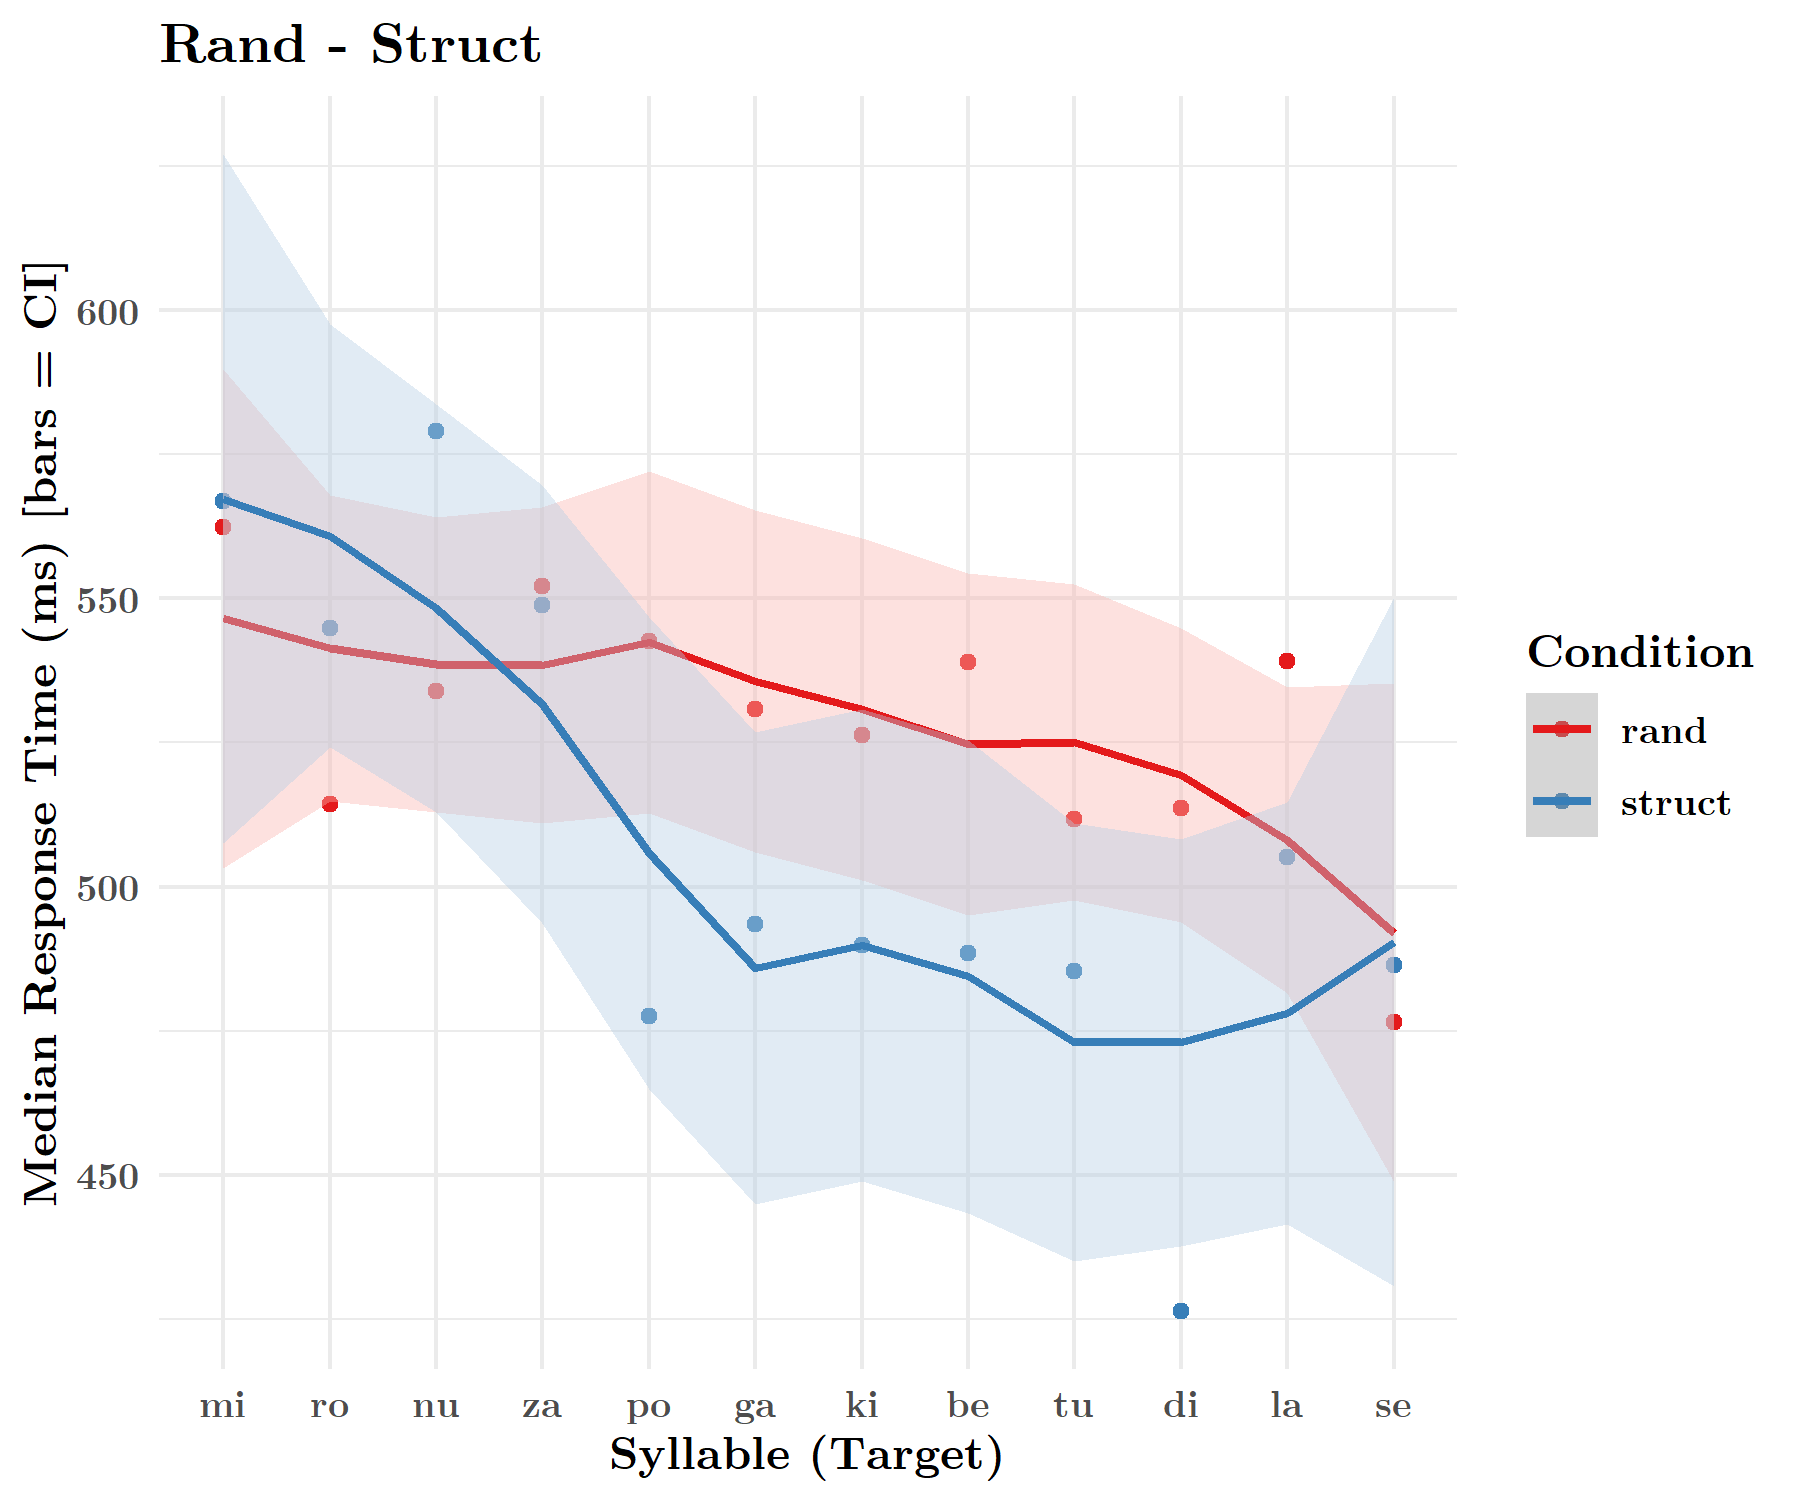 Rand - Struct
Median Response Time (ms) [bars = CI]
600
550
500
450
mi ro nu za po ga ki be tu di la se
Syllable (Target)
Condition
rand
struct